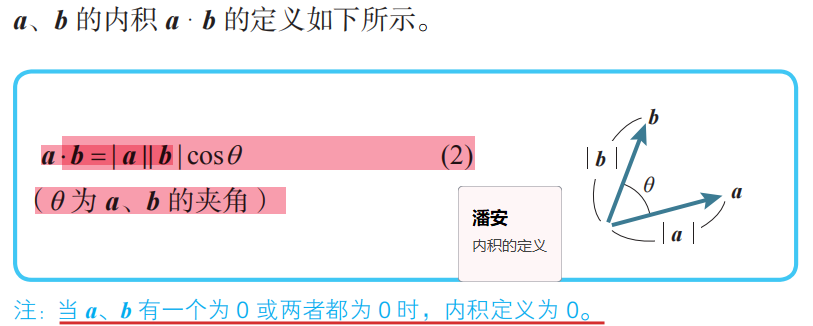 a、b 的内积 a · b 的定义如下所示。
a · b = | a || b | cosθ (2)
（θ 为 a、b 的夹角）
潘安
内积的定义
b
| b |
θ
a
| a |
注：当 a、b 有一个为 0 或两者都为 0 时，内积定义为 0。